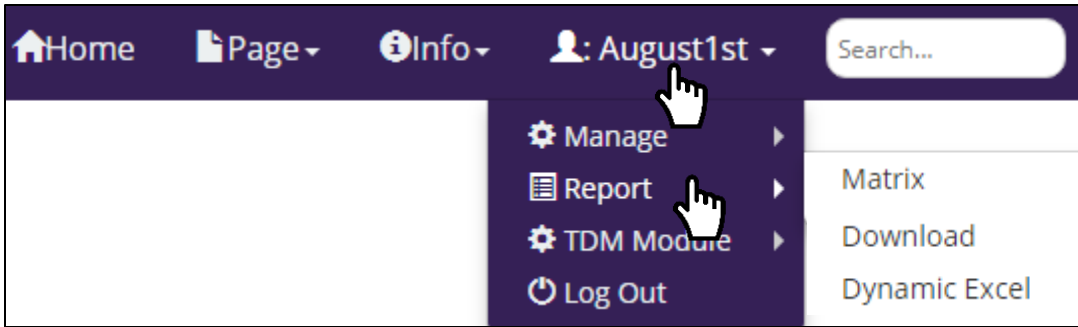 Home Page Info : August1st Search...
Manage
Report
TDM Module
Log Out
Matrix
Download
Dynamic Excel